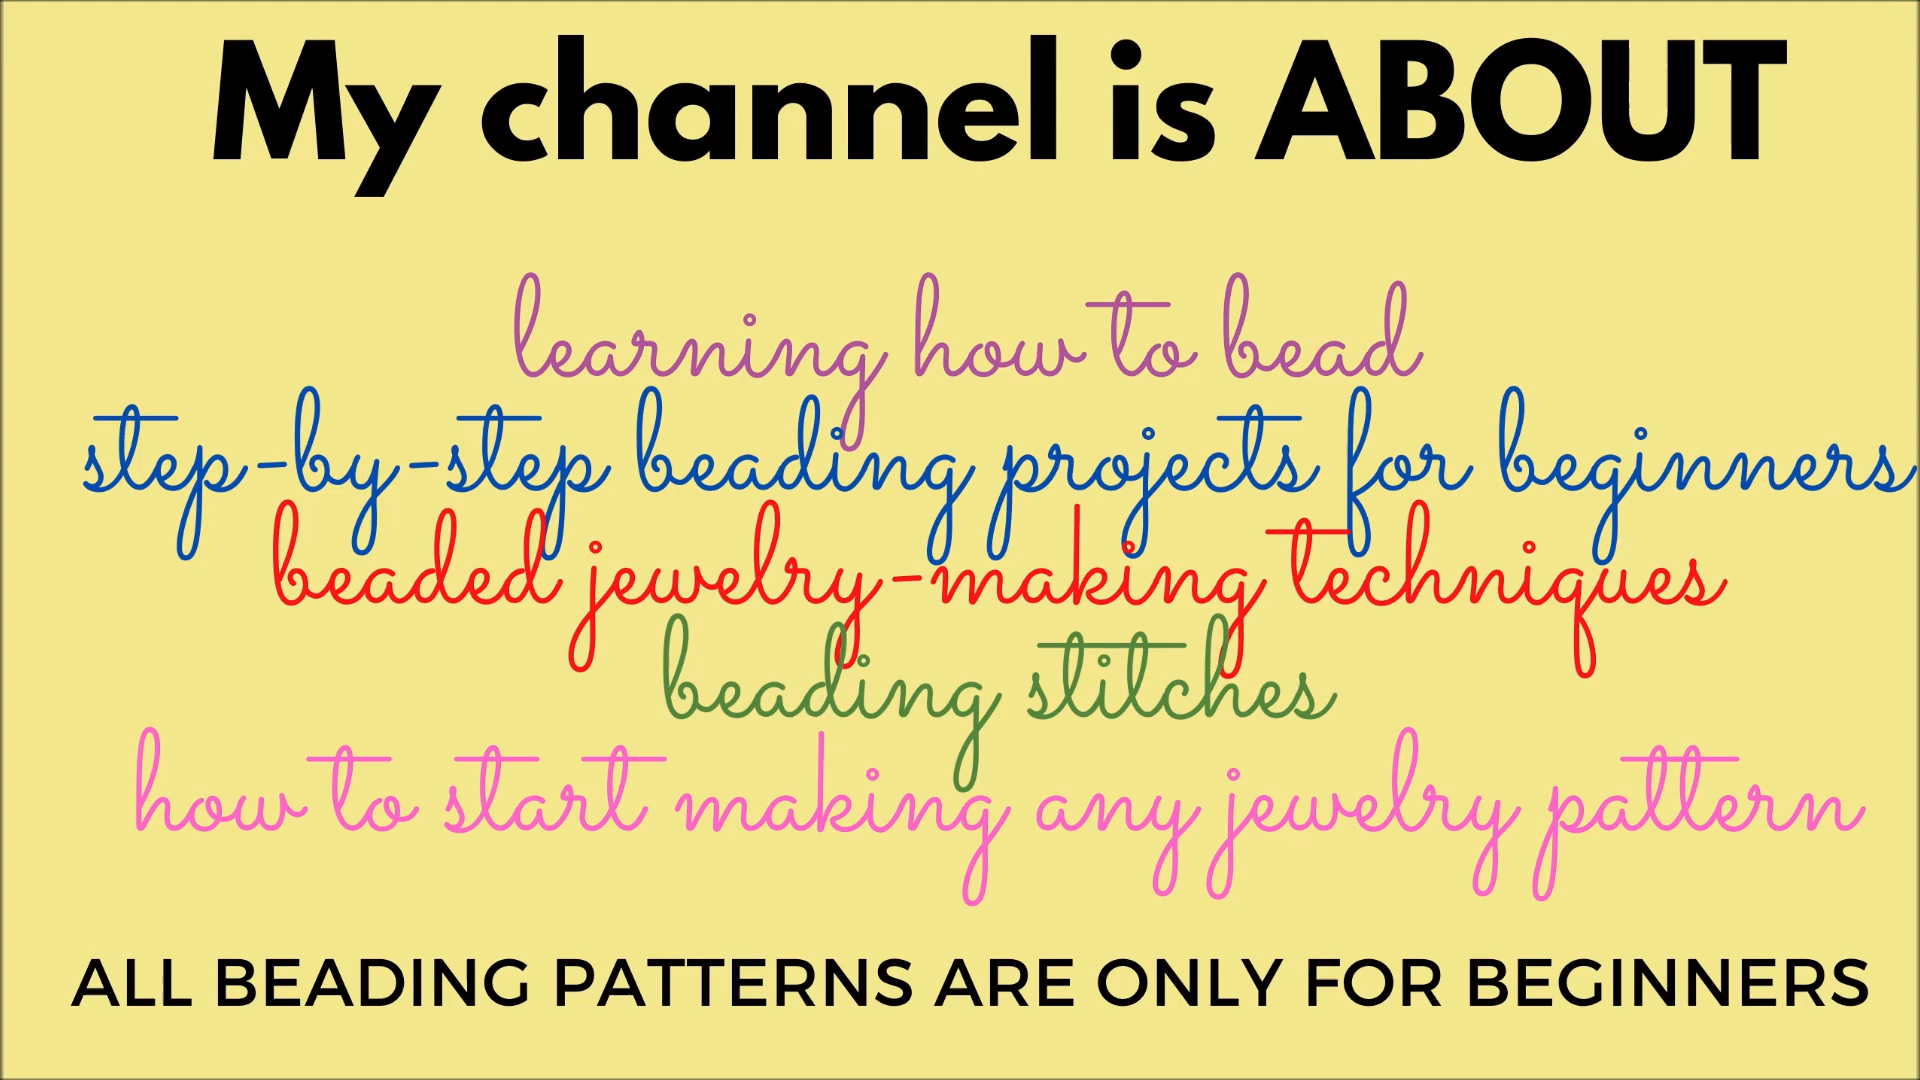 My channel is ABOUT
learning how to bead
step-by-step beading projects for beginners
beaded jewelry-making techniques
beading stitches
how to start making any jewelry pattern
ALL BEADING PATTERNS ARE ONLY FOR BEGINNERS